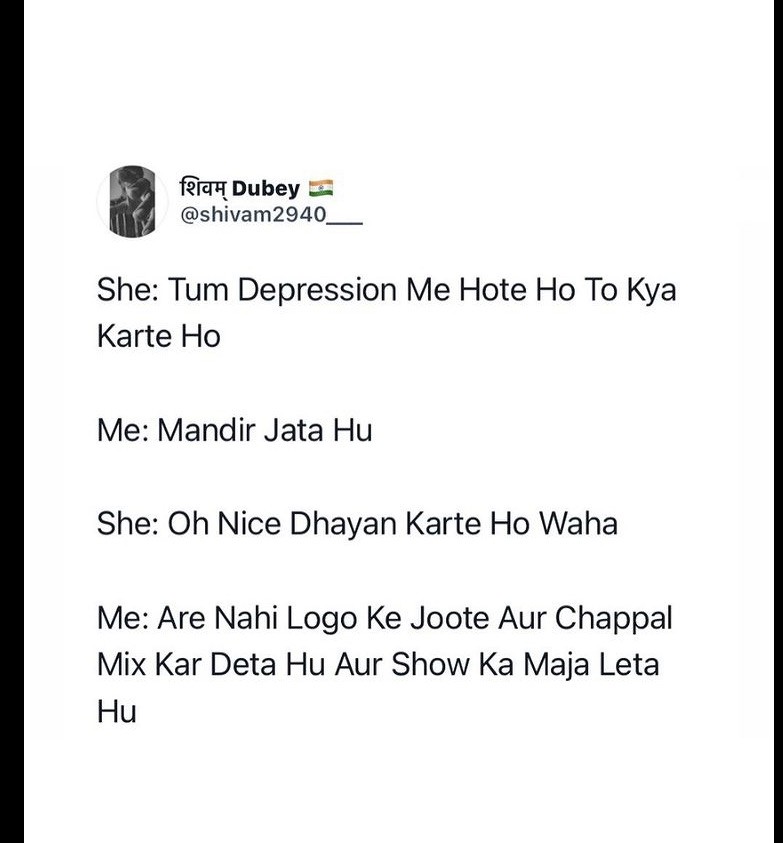 शिवम् Dubey 🇮🇳
@shivam2940___
She: Tum Depression Me Hote Ho To Kya
Karte Ho
Me: Mandir Jata Hu
She: Oh Nice Dhayan Karte Ho Waha
Me: Are Nahi Logo Ke Joote Aur Chappal
Mix Kar Deta Hu Aur Show Ka Maja Leta
Hu